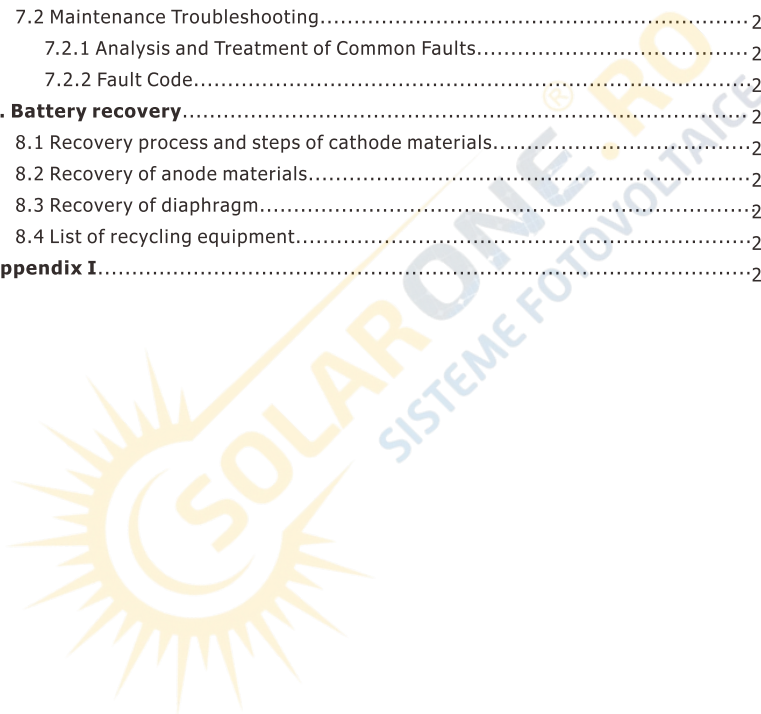 7.2 Maintenance Troubleshooting................................................................ 2
7.2.1 Analysis and Treatment of Common Faults........................................ 2
7.2.2 Fault Code.................................................................................. 2
. Battery recovery.................................................................................... 2
8.1 Recovery process and steps of cathode materials...................................... 2
8.2 Recovery of anode materials................................................................. 2
8.3 Recovery of diaphragm......................................................................... 2
8.4 List of recycling equipment................................................................... 2
ppendix I................................................................................................ 2
SOLARONE.RO
®
SISTEME FOTOVOLTAICE